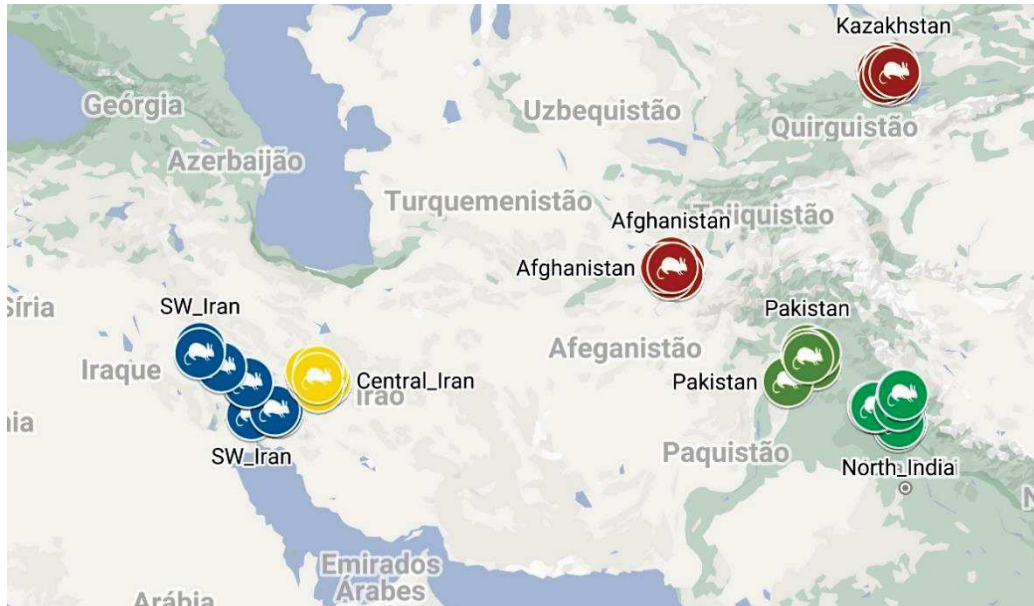 Kazakhstan
Geórgia
Uzbequistão
Quirguistão
Azerbaijão
Turquemenistão
Afghanistan
Afghanistan
Síria
SW_Iran
Pakistan
Iraque
Afeganistão
Central_Iran
Pakistan
SW_Iran
Paquistão
North_India
Emirados
Árabes
Arábia